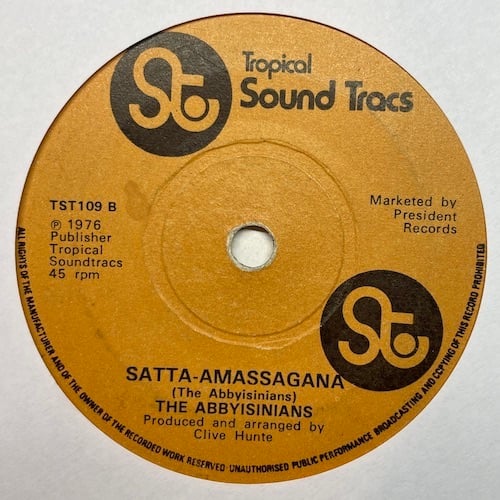 St
Tropical
Sound Tracs
TST109 B
℗ 1976
Publisher
Tropical
Soundtracs
45 rpm
Marketed by
President
Records
St
SATTA-AMASSAGANA
(The Abbyisinians)
THE ABBYISINIANS
Produced and arranged by
Clive Hunte
ALL RIGHTS OF THE MANUFACTURER AND OF THE OWNER OF THE RECORDED WORK RESERVED UNAUTHORISED PUBLIC PERFORMANCE BROADCASTING AND COPYING OF THIS RECORD PROHIBITED